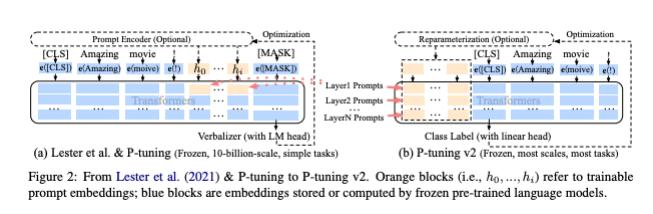 Prompt Encoder (Optional)
Optimization
[CLS] Amazing movie ! [MASK]
e([CLS]) e(Amazing) e(moive) e(!) h0 ... hi e([MASK])
... Transformers ... ...
Verbalizer (with LM head)
(a) Lester et al. & P-tuning (Frozen, 10-billion-scale, simple tasks)
Layer1 Prompts
Layer2 Prompts
...
LayerN Prompts
Reparameterization (Optional)
Optimization
[CLS] Amazing movie !
... e([CLS]) e(Amazing) e(moive) e(!)
... Transformers ...
Class Label (with linear head)
(b) P-tuning v2 (Frozen, most scales, most tasks)
Figure 2: From Lester et al. (2021) & P-tuning to P-tuning v2. Orange blocks (i.e., h0, ..., hi) refer to trainable
prompt embeddings; blue blocks are embeddings stored or computed by frozen pre-trained language models.